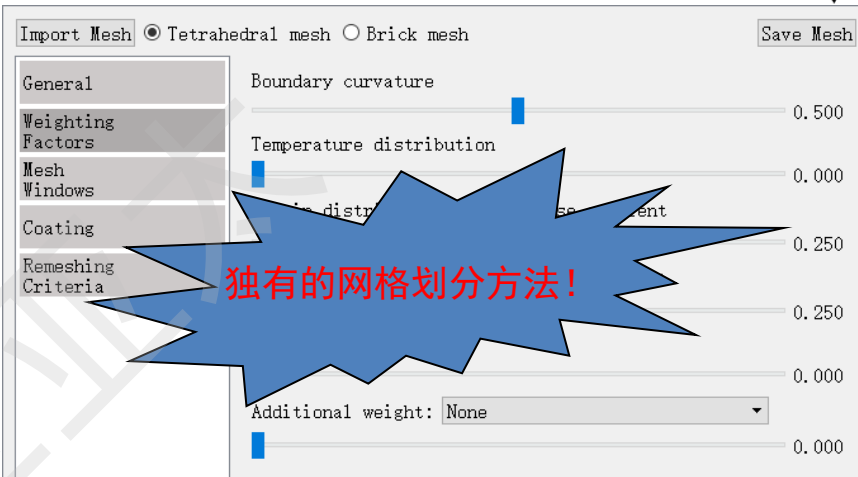 Import Mesh Tetrahedral mesh Brick mesh Save Mesh
General
Weighting
Factors
Mesh
Windows
Coating
Remeshing
Criteria
Boundary curvature
0.500
Temperature distribution
0.000
0.250
独有的网格划分方法！
0.250
0.000
Additional weight: None
0.000